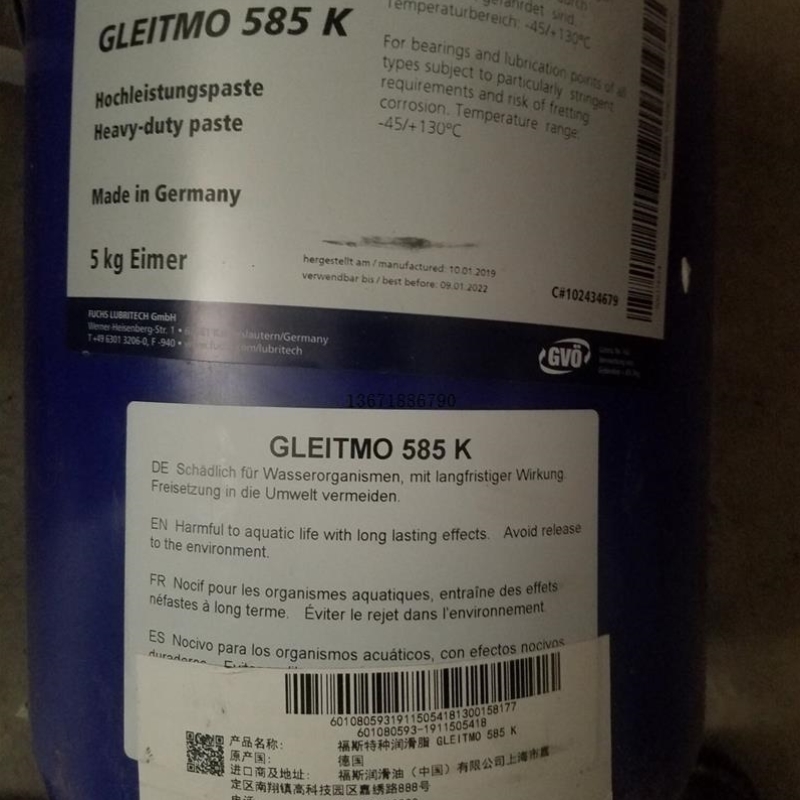 GLEITMO 585 K
Hochleistungspaste
Heavy-duty paste
Made in Germany
5 kg Eimer
gefährdet sind.
Temperaturbereich: -45/+130°C
For bearings and lubrication points of all
types subject to particularly stringent
requirements and risk of fretting
corrosion. Temperature range:
-45/+130°C
hergestellt am / manufactured: 10.01.2019
verwendbar bis / best before: 09.01.2022
C#102434679
FUCHS LUBRITECH GmbH
Werner-Heisenberg-Str. 1 •
T +49 6301 3206-0, F -940 •
GVÖ
13671886790
GLEITMO 585 K
DE Schädlich für Wasserorganismen, mit langfristiger Wirkung.
Freisetzung in die Umwelt vermeiden.
EN Harmful to aquatic life with long lasting effects. Avoid release
to the environment.
FR Nocif pour les organismes aquatiques, entraîne des effets
néfastes à long terme. Éviter le rejet dans l'environnement.
ES Nocivo para los organismos acuáticos, con efectos nocivos
6010805931911505481300158177
601080593-1911505418
产品名称: 福斯特种润滑脂 GLEITMO 585 K
原产国: 德国
进口商及地址: 福斯润滑油（中国）有限公司上海市嘉
定区南翔镇高科技园区嘉绣路888号